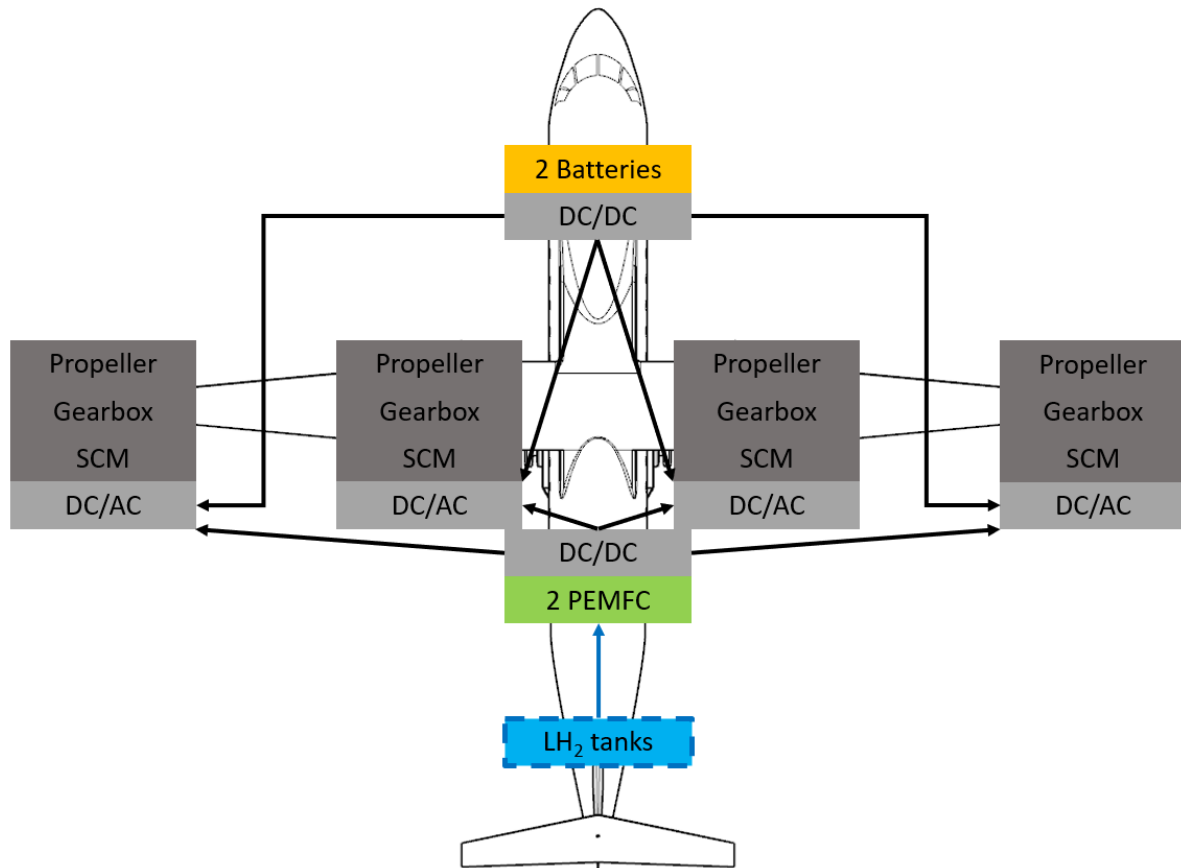 2 Batteries
DC/DC
Propeller
Gearbox
SCM
DC/AC
Propeller
Gearbox
SCM
DC/AC
Propeller
Gearbox
SCM
DC/AC
Propeller
Gearbox
SCM
DC/AC
DC/DC
2 PEMFC
LH₂ tanks